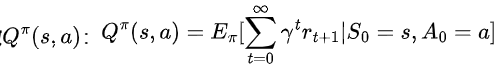 Q^π(s, a): Q^π(s, a) = E_π[∑_{t=0}^{∞} γ^t r_{t+1}|S_0 = s, A_0 = a]